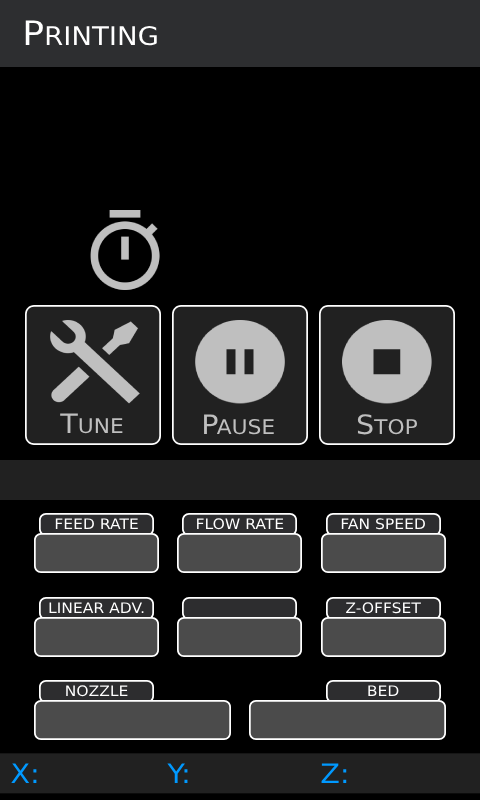 PRINTING
TUNE PAUSE STOP
FEED RATE FLOW RATE FAN SPEED
LINEAR ADV. Z-OFFSET
NOZZLE BED
X: Y: Z: